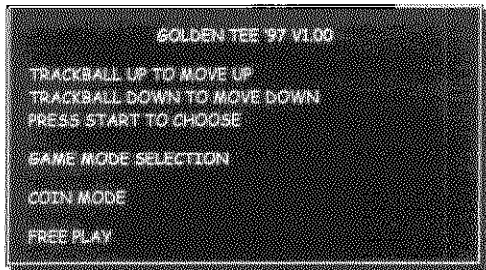 GOLDEN TEE '97 V1.00
TRACKBALL UP TO MOVE UP
TRACKBALL DOWN TO MOVE DOWN
PRESS START TO CHOOSE
GAME MODE SELECTION
COIN MODE
FREE PLAY